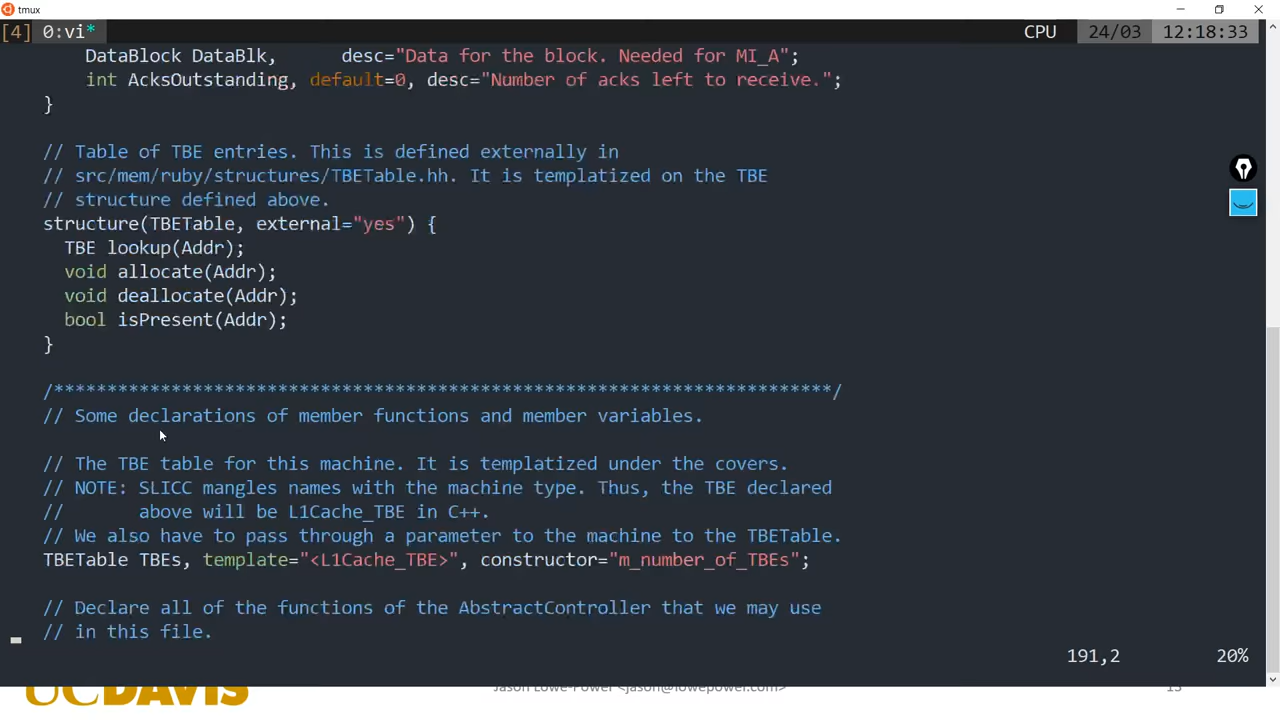 tmux
[4] 0:vi* CPU 24/03 12:18:33
DataBlock DataBlk, desc="Data for the block. Needed for MI_A";
int AcksOutstanding, default=0, desc="Number of acks left to receive.";
}
// Table of TBE entries. This is defined externally in
// src/mem/ruby/structures/TBETable.hh. It is templatized on the TBE
// structure defined above.
structure(TBETable, external="yes") {
TBE lookup(Addr);
void allocate(Addr);
void deallocate(Addr);
bool isPresent(Addr);
}
/*************************************************************************/
// Some declarations of member functions and member variables.
// The TBE table for this machine. It is templatized under the covers.
// NOTE: SLICC mangles names with the machine type. Thus, the TBE declared
// above will be L1Cache_TBE in C++.
// We also have to pass through a parameter to the machine to the TBETable.
TBETable TBEs, template="<L1Cache_TBE>", constructor="m_number_of_TBEs";
// Declare all of the functions of the AbstractController that we may use
// in this file.
191,2 20%
UCDAVIS Jason Lowe-Power <jason@lowepower.com>